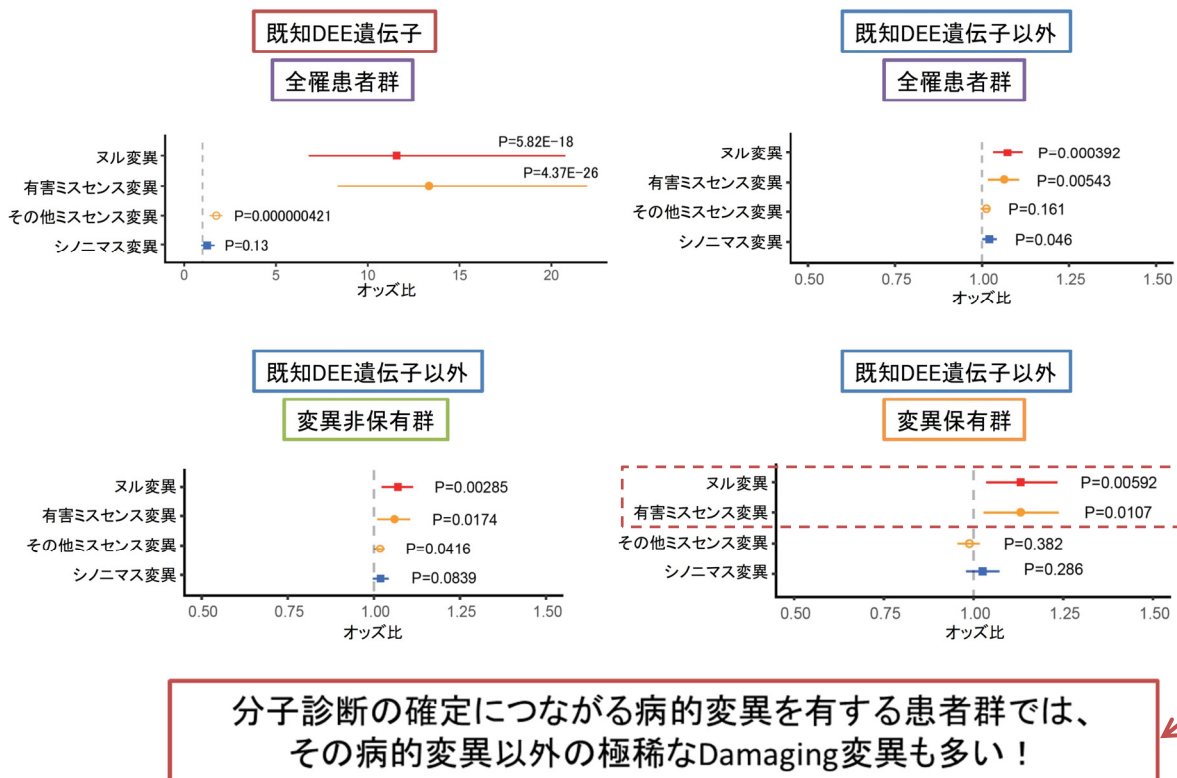 既知DEE遺伝子
全罹患者群
ヌル変異
P=5.82E-18
有害ミスセンス変異
P=4.37E-26
その他ミスセンス変異
P=0.000000421
シノニマス変異
P=0.13
0 5 10 15 20
オッズ比
既知DEE遺伝子以外
全罹患者群
ヌル変異
P=0.000392
有害ミスセンス変異
P=0.00543
その他ミスセンス変異
P=0.161
シノニマス変異
P=0.046
0.50 0.75 1.00 1.25 1.50
オッズ比
既知DEE遺伝子以外
変異非保有群
ヌル変異
P=0.00285
有害ミスセンス変異
P=0.0174
その他ミスセンス変異
P=0.0416
シノニマス変異
P=0.0839
0.50 0.75 1.00 1.25 1.50
オッズ比
既知DEE遺伝子以外
変異保有群
ヌル変異
P=0.00592
有害ミスセンス変異
P=0.0107
その他ミスセンス変異
P=0.382
シノニマス変異
P=0.286
0.50 0.75 1.00 1.25 1.50
オッズ比
分子診断の確定につながる病的変異を有する患者群では、
その病的変異以外の極稀なDamaging変異も多い！